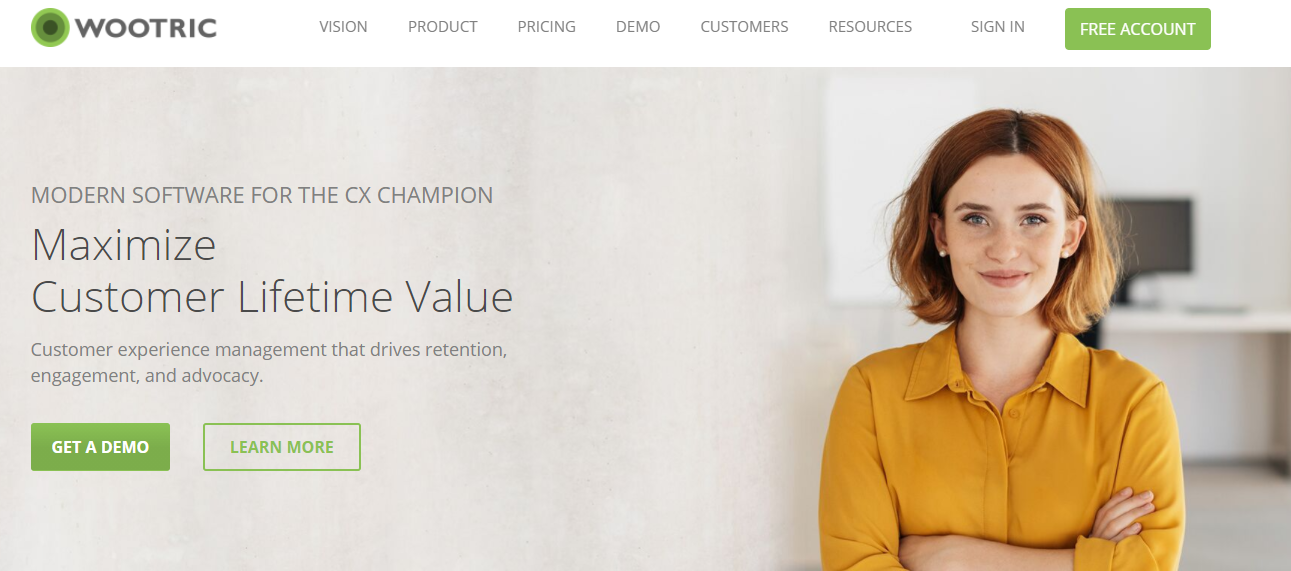 WOOTRIC
VISION PRODUCT PRICING DEMO CUSTOMERS RESOURCES SIGN IN FREE ACCOUNT
MODERN SOFTWARE FOR THE CX CHAMPION
Maximize
Customer Lifetime Value
Customer experience management that drives retention,
engagement, and advocacy.
GET A DEMO LEARN MORE